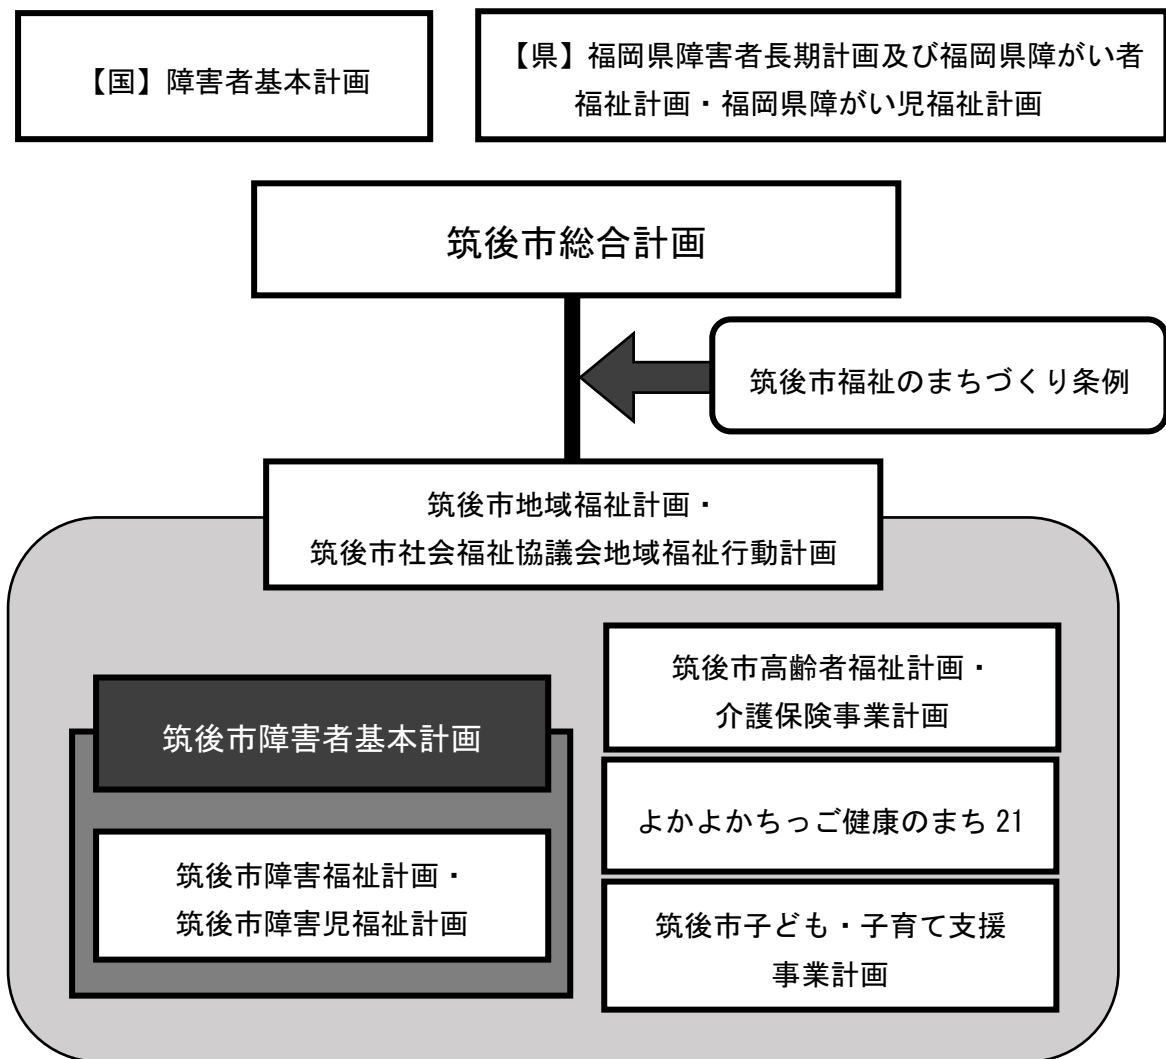 【国】障害者基本計画
【県】福岡県障害者長期計画及び福岡県障がい者
福祉計画・福岡県障がい児福祉計画
筑後市総合計画
筑後市福祉のまちづくり条例
筑後市地域福祉計画・
筑後市社会福祉協議会地域福祉行動計画
筑後市障害者基本計画
筑後市障害福祉計画・
筑後市障害児福祉計画
筑後市高齢者福祉計画・
介護保険事業計画
よかよかちっご健康のまち 21
筑後市子ども・子育て支援
事業計画